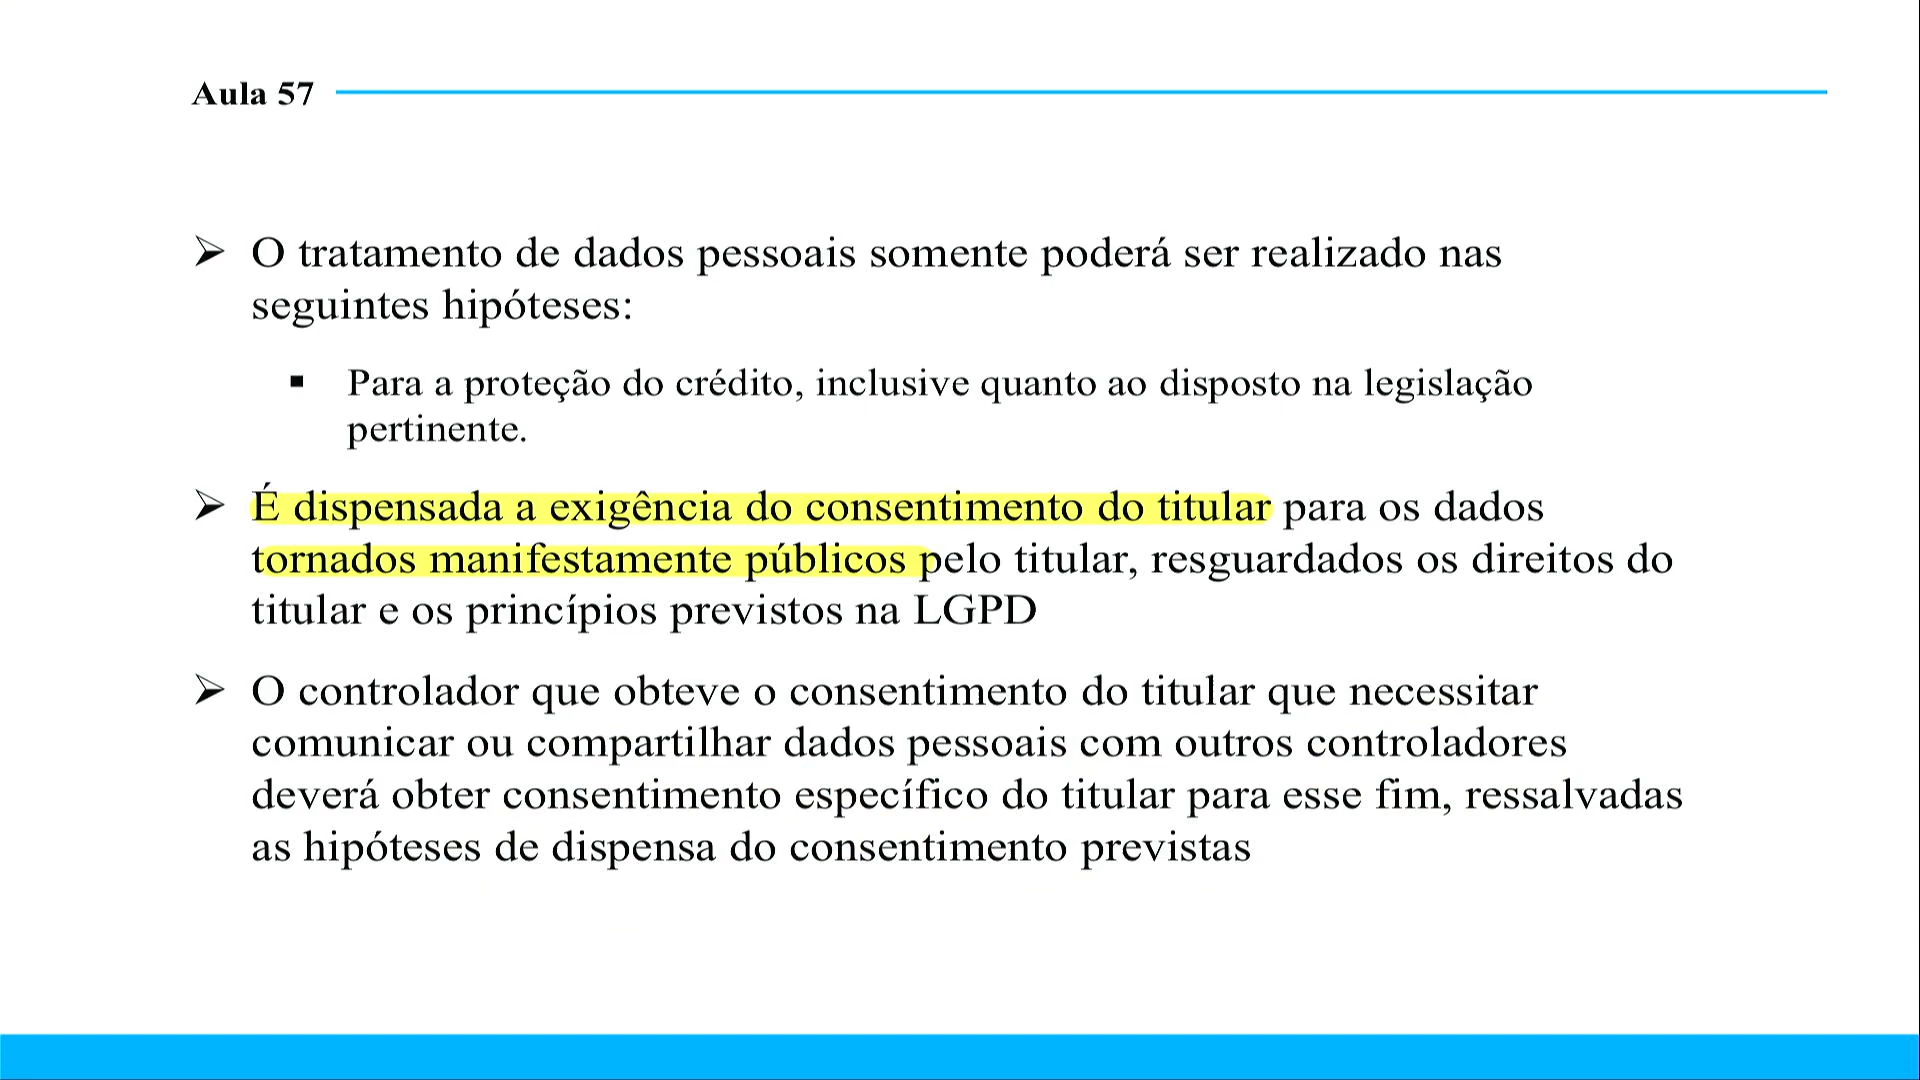 Aula 57
O tratamento de dados pessoais somente poderá ser realizado nas
seguintes hipóteses:
Para a proteção do crédito, inclusive quanto ao disposto na legislação
pertinente.
É dispensada a exigência do consentimento do titular para os dados
tornados manifestamente públicos pelo titular, resguardados os direitos do
titular e os princípios previstos na LGPD
O controlador que obteve o consentimento do titular que necessitar
comunicar ou compartilhar dados pessoais com outros controladores
deverá obter consentimento específico do titular para esse fim, ressalvadas
as hipóteses de dispensa do consentimento previstas